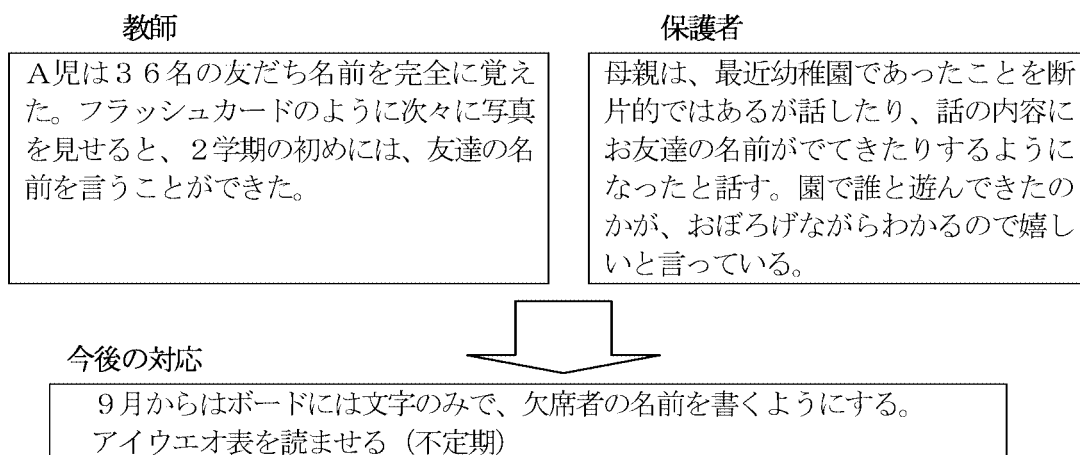 教師
A児は36名の友だち名前を完全に覚え
た。フラッシュカードのように次々に写真
を見せると、2学期の初めには、友達の名
前を言うことができた。
保護者
母親は、最近幼稚園であったことを断
片的ではあるが話したり、話の内容に
お友達の名前がでてきたりするように
なったと話す。園で誰と遊んできたの
かが、おぼろげながらわかるので嬉し
いと言っている。
今後の対応
9月からはボードには文字のみで、欠席者の名前を書くようにする。
アイウエオ表を読ませる（不定期）